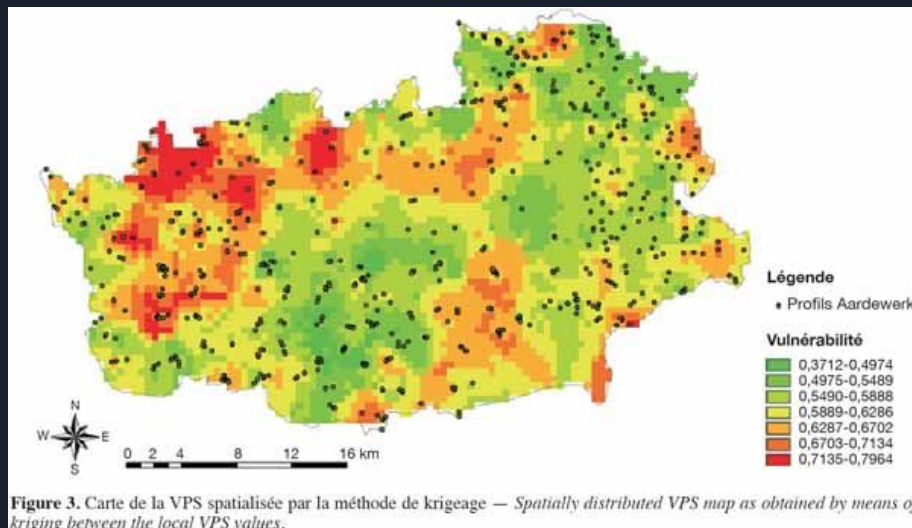 Légende
Profils Aardewerk
Vulnérabilité
0,3712-0,4974
0,4975-0,5489
0,5490-0,5888
0,5889-0,6286
0,6287-0,6702
0,6703-0,7134
0,7135-0,7964
N
W E
S
0 2 4 8 12 16 km
Figure 3. Carte de la VPS spatialisée par la méthode de krigeage — Spatially distributed VPS map as obtained by means of
kriging between the local VPS values.